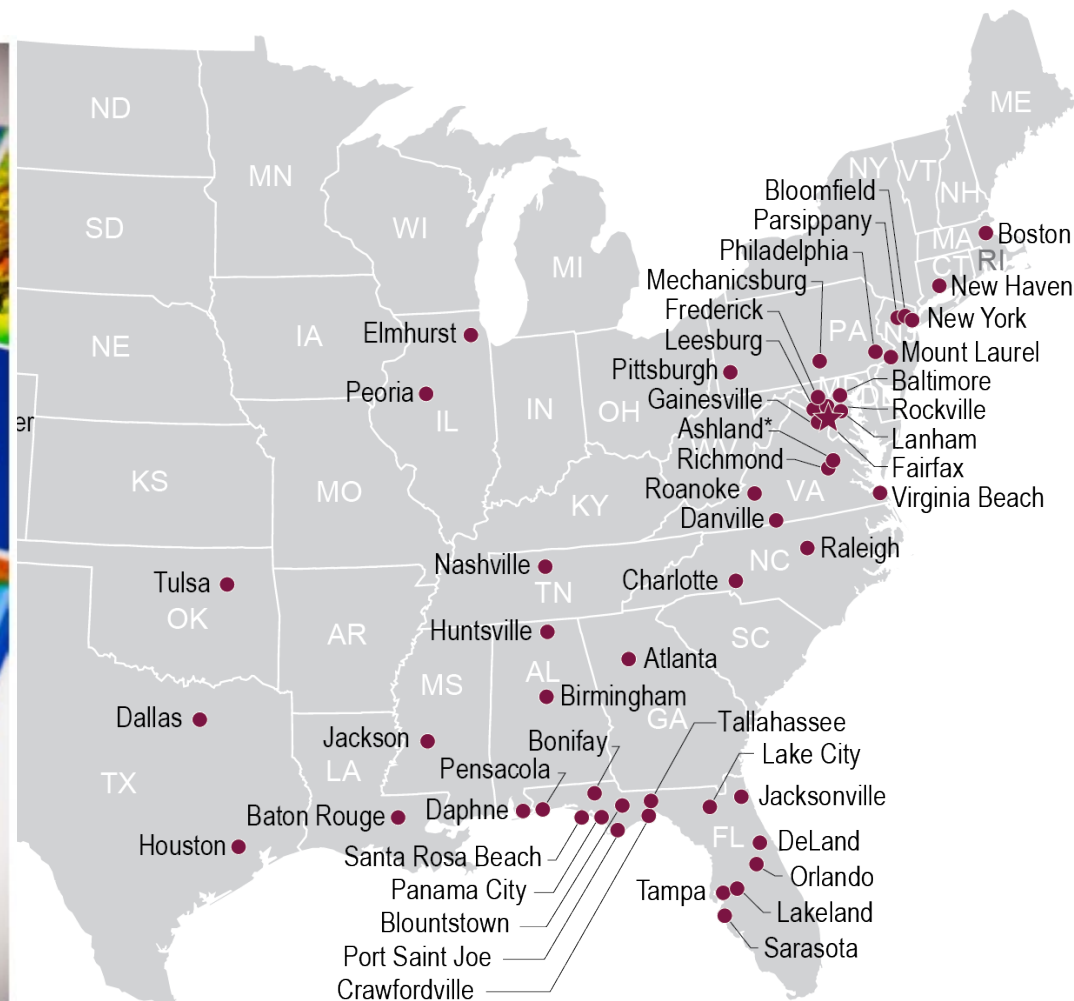 ND
MN
ME
SD
WI
MI
NY
VT
NH
Bloomfield
Parsippany
Philadelphia
Mechanicsburg
Frederick
Leesburg
Pittsburgh
Gainesville
Ashland*
Richmond
Roanoke
Danville
MA
Boston
CT
RI
New Haven
New York
NJ
PA
Mount Laurel
Baltimore
MD
DE
Rockville
Lanham
Fairfax
Virginia Beach
WV
VA
NE
IA
Elmhurst
Peoria
IL
IN
OH
er
KS
MO
KY
Nashville
TN
Raleigh
NC
Charlotte
Tulsa
OK
AR
Huntsville
SC
Atlanta
MS
AL
Birmingham
GA
Dallas
TX
LA
Jackson
Bonifay
Pensacola
Tallahassee
Lake City
Jacksonville
Baton Rouge
Daphne
Houston
Santa Rosa Beach
Panama City
Blountstown
Port Saint Joe
Crawfordville
FL
DeLand
Orlando
Tampa
Lakeland
Sarasota